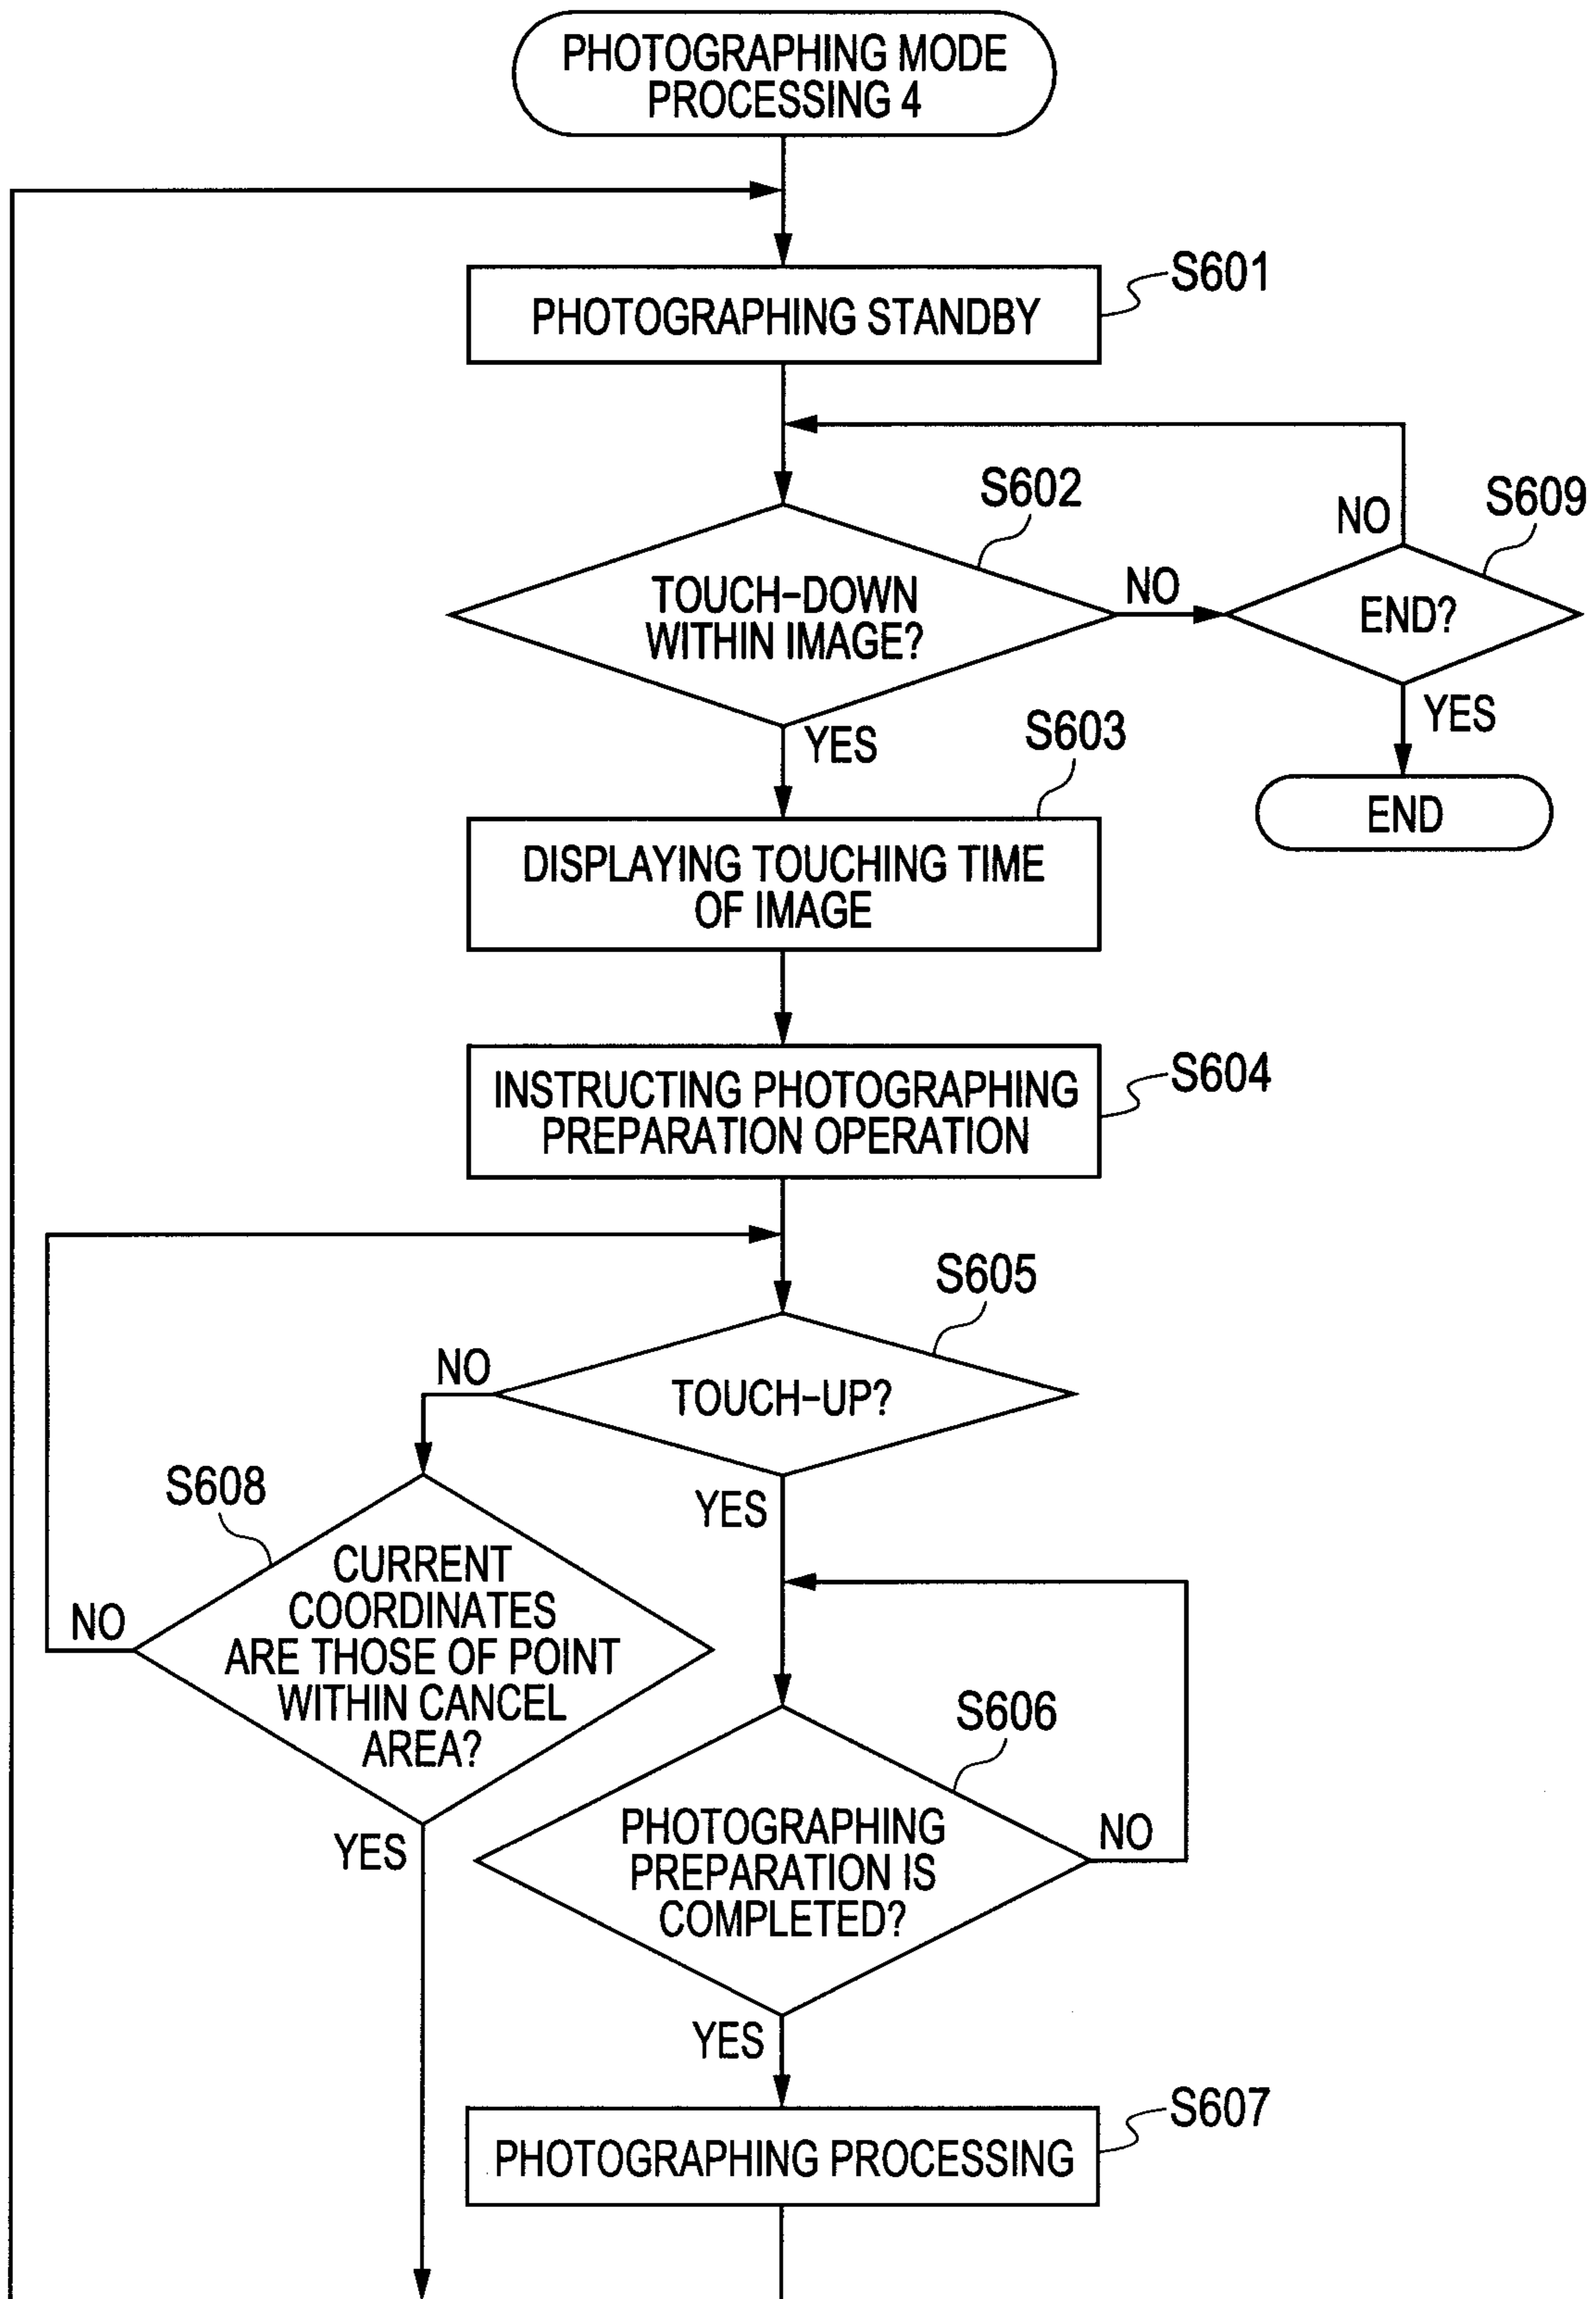 PHOTOGRAPHING MODE
PROCESSING 4
S601
PHOTOGRAPHING STANDBY
S602
TOUCH-DOWN
WITHIN IMAGE?
NO
YES
S609
NO
END?
YES
END
S603
DISPLAYING TOUCHING TIME
OF IMAGE
INSTRUCTING PHOTOGRAPHING
PREPARATION OPERATION
S604
S605
TOUCH-UP?
NO
YES
S608
CURRENT
COORDINATES
ARE THOSE OF POINT
WITHIN CANCEL
AREA?
NO
YES
S606
PHOTOGRAPHING
PREPARATION IS
COMPLETED?
NO
YES
S607
PHOTOGRAPHING PROCESSING